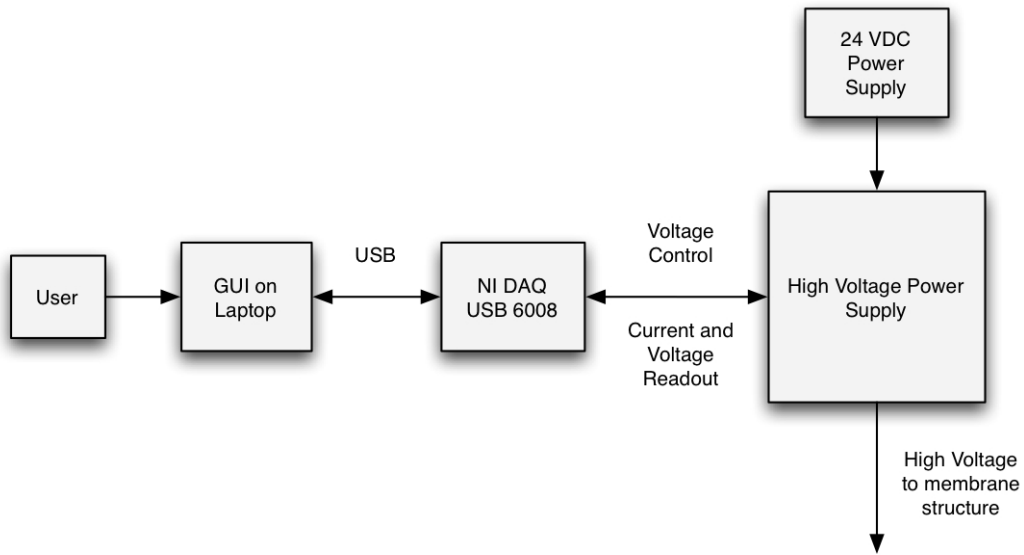 24 VDC
Power
Supply
User
GUI on
Laptop
USB
NI DAQ
USB 6008
Voltage
Control
Current and
Voltage
Readout
High Voltage Power
Supply
High Voltage
to membrane
structure